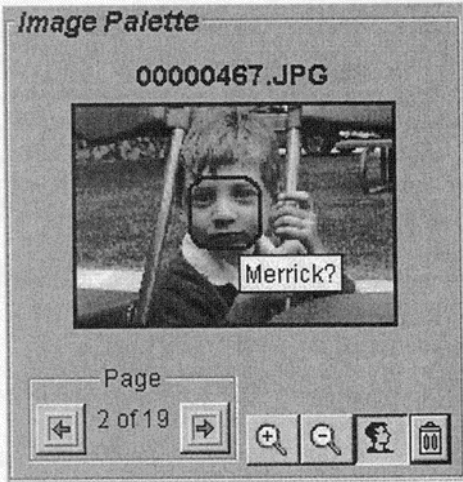 Image Palette
00000467.JPG
Merrick?
Page
2 of 19